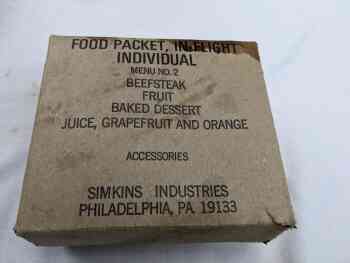 FOOD PACKET, IN-FLIGHT
INDIVIDUAL
MENU NO. 2
BEEFSTEAK
FRUIT
BAKED DESSERT
JUICE, GRAPEFRUIT AND ORANGE
ACCESSORIES
SIMKINS INDUSTRIES
PHILADELPHIA, PA 19133